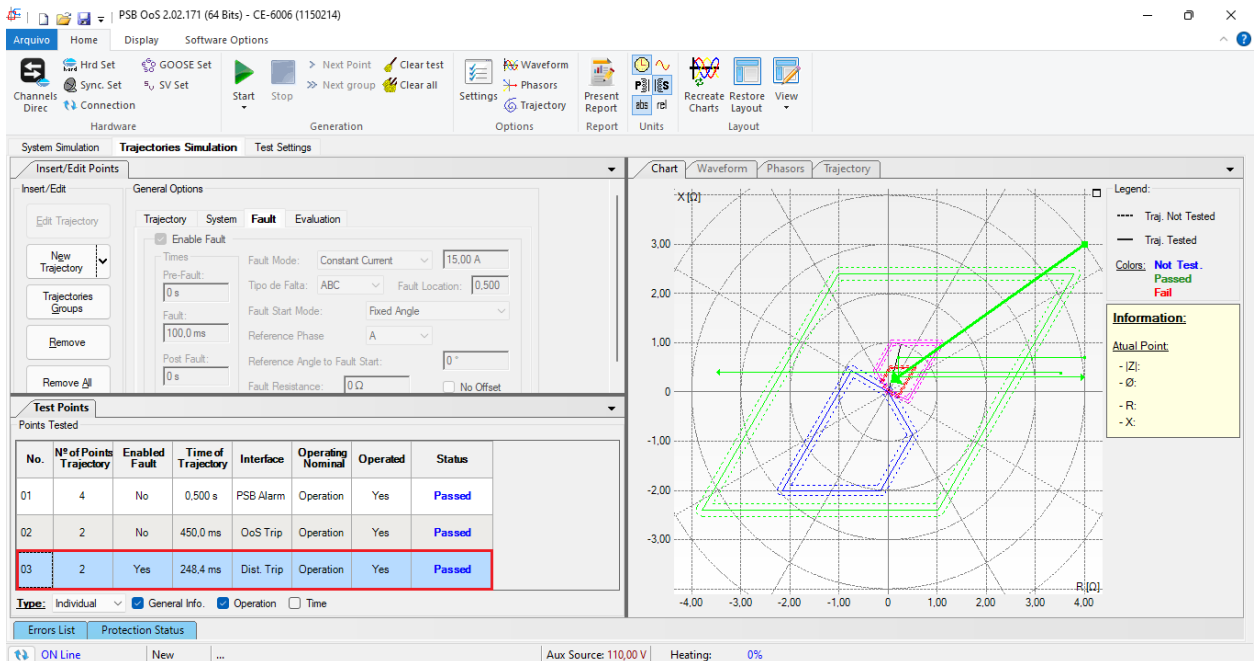 PSB OoS 2.02.171 (64 Bits) - CE-6006 (1150214)
Arquivo Home Display Software Options
Hrd Set GOOSE Set Next Point Clear test Waveform
Sync. Set SV Set Next group Clear all Phasors
Channels Direc Connection Start Stop Settings Trajectory Present Report abs rel Recreate Charts Restore Layout View
Hardware Generation Options Report Units Layout
System Simulation Trajectories Simulation Test Settings
Insert/Edit Points
Insert/Edit
Edit Trajectory
New Trajectory
Trajectories Groups
Remove
Remove All
General Options
Trajectory System Fault Evaluation
Enable Fault
Times
Pre-Fault:
0 s
Fault:
100,0 ms
Post Fault:
0 s
Fault Mode: Constant Current 15,00 A
Tipo de Falta: ABC Fault Location: 0,500
Fault Start Mode: Fixed Angle
Reference Phase A
Reference Angle to Fault Start: 0 °
Fault Resistance: 0 Ω No Offset
Test Points
Points Tested
No. Nº of Points Trajectory Enabled Fault Time of Trajectory Interface Operating Nominal Operated Status
01 4 No 0,500 s PSB Alarm Operation Yes Passed
02 2 No 450,0 ms OoS Trip Operation Yes Passed
03 2 Yes 248,4 ms Dist. Trip Operation Yes Passed
Type: Individual General Info. Operation Time
Errors List Protection Status
Chart Waveform Phasors Trajectory
X [Ω]
3,00
2,00
1,00
0
-1,00
-2,00
-3,00
R [Ω]
-4,00 -3,00 -2,00 -1,00 0 1,00 2,00 3,00 4,00
Legend:
Traj. Not Tested
Traj. Tested
Colors: Not Test.
Passed
Fail
Information:
Atual Point:
- |Z|:
- Ø:
- R:
- X:
ON Line New ... Aux Source: 110,00 V Heating: 0%